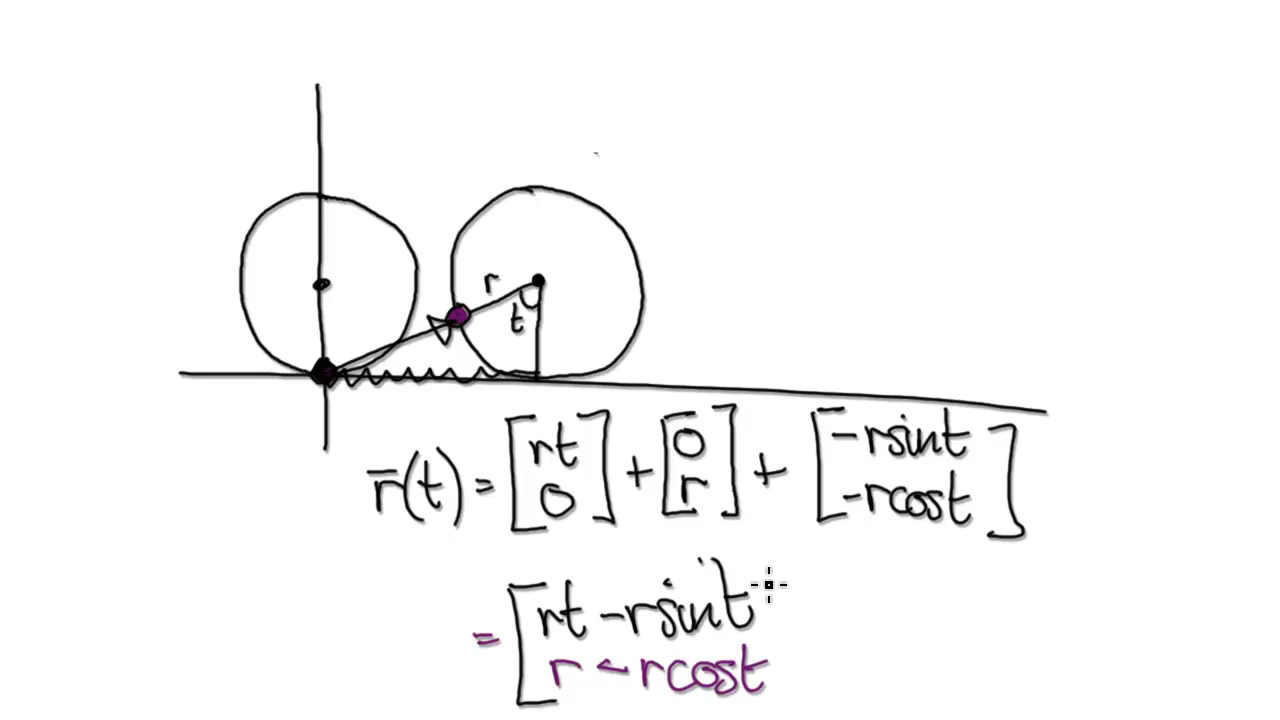 r
t
r̄(t) = [rt 0] + [0 r] + [-rsint -rcost]
= [rt -rsint
r - rcost